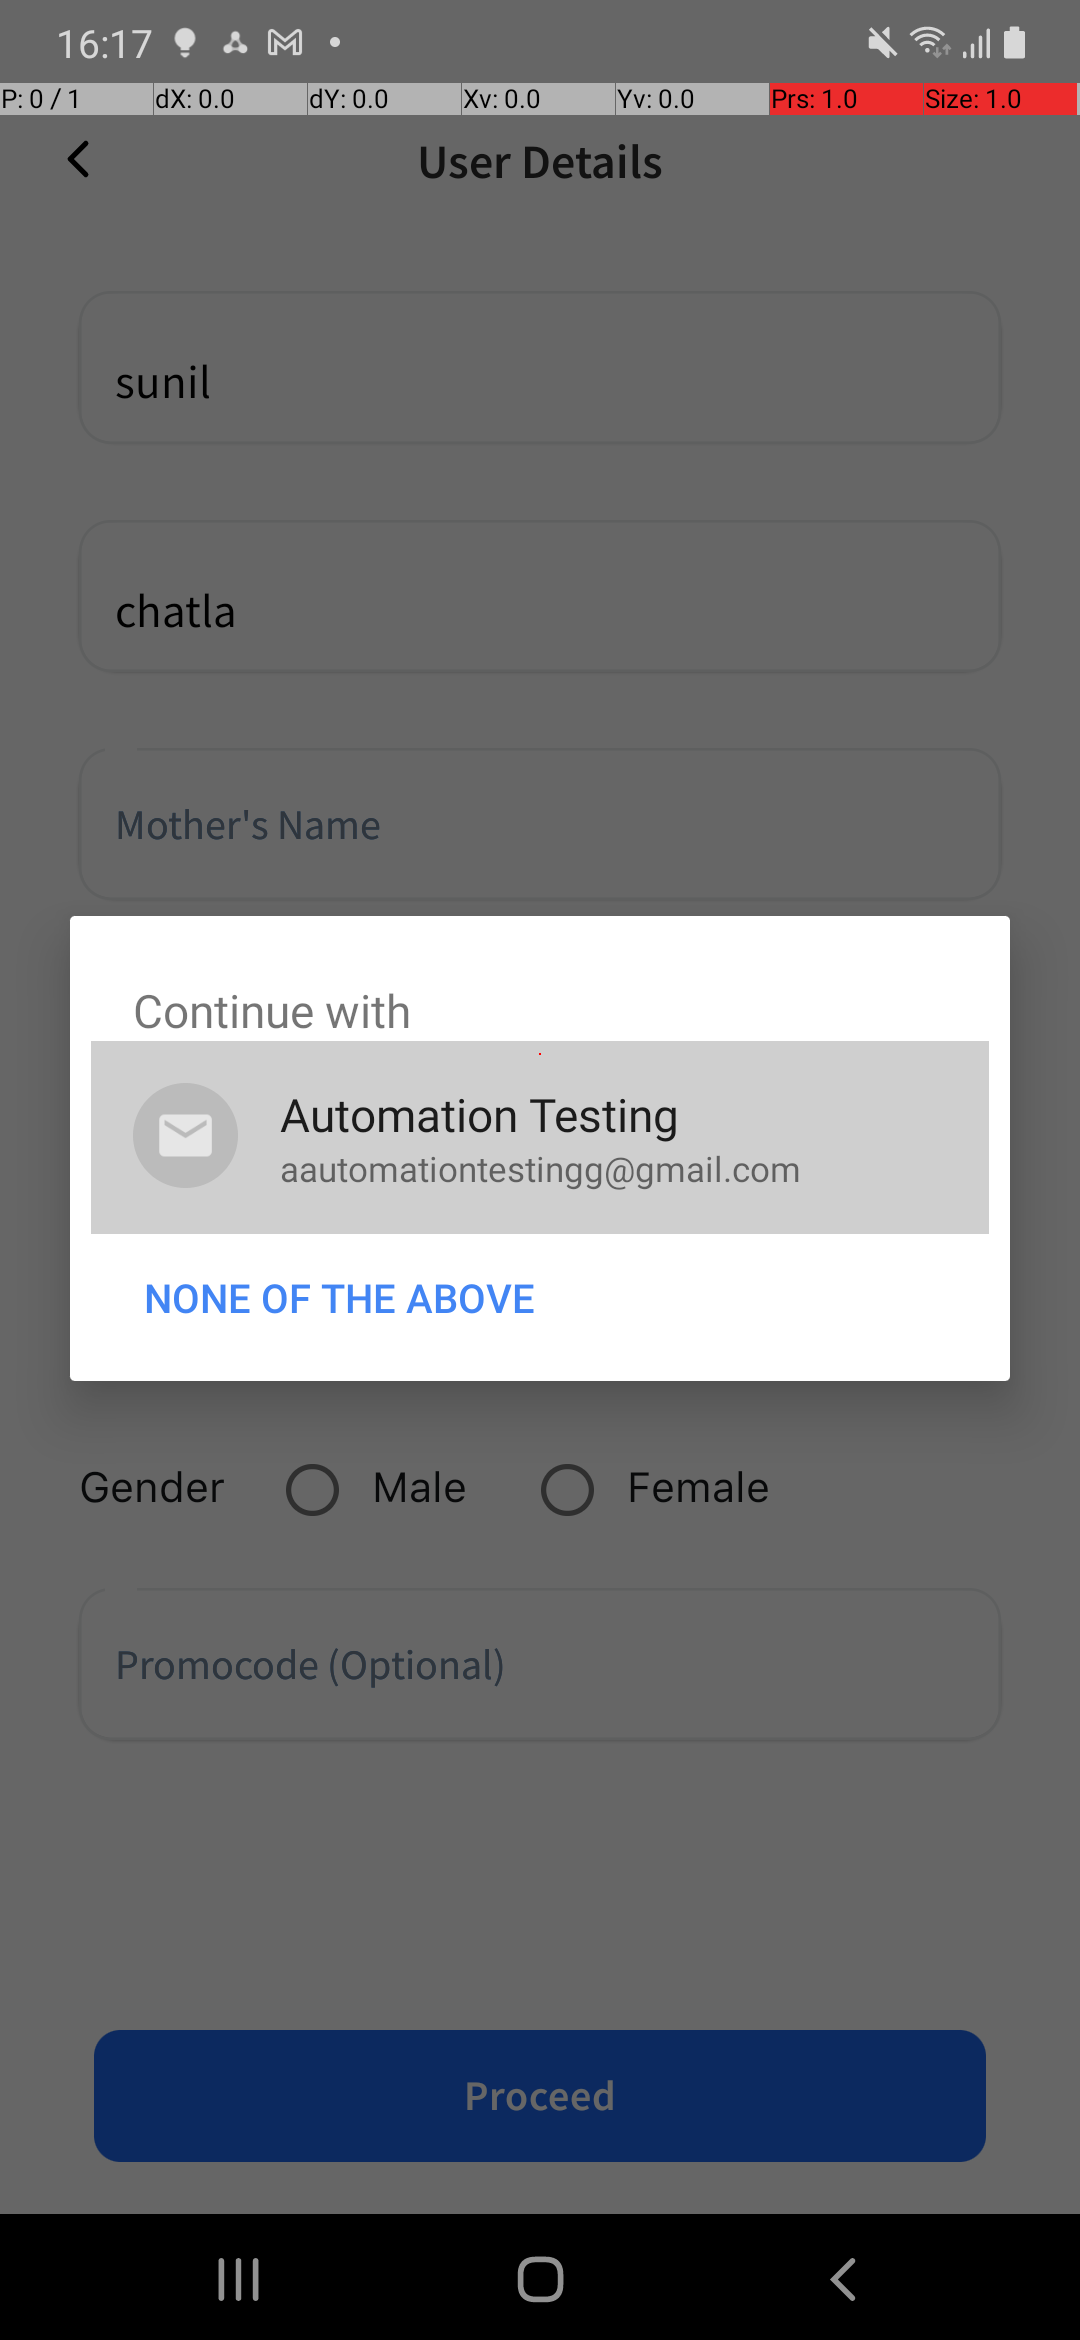 16:17
P: 0 / 1 dX: 0.0 dY: 0.0 Xv: 0.0 Yv: 0.0 Prs: 1.0 Size: 1.0
User Details
sunil
chatla
Mother's Name
Continue with
Automation Testing
aautomationtestingg@gmail.com
NONE OF THE ABOVE
Gender Male Female
Promocode (Optional)
Proceed